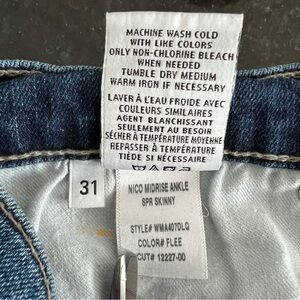 MACHINE WASH COLD
WITH LIKE COLORS
ONLY NON-CHLORINE BLEACH
WHEN NEEDED
TUMBLE DRY MEDIUM
WARM IRON IF NECESSARY
LAVER À L'EAU FROIDE AVEC
COULEURS SIMILAIRES
AGENT BLANCHISSANT
SEULEMENT AU BESOIN
SÉCHER À TEMPÉRATURE MOYENNE
REPASSER À TEMPÉRATURE
TIÈDE SI NÉCESSAIRE
31
NICO MIDRISE ANKLE
SPR SKINNY
STYLE# WMA407DLQ
COLOR# FLEE
CUT# 12227-00